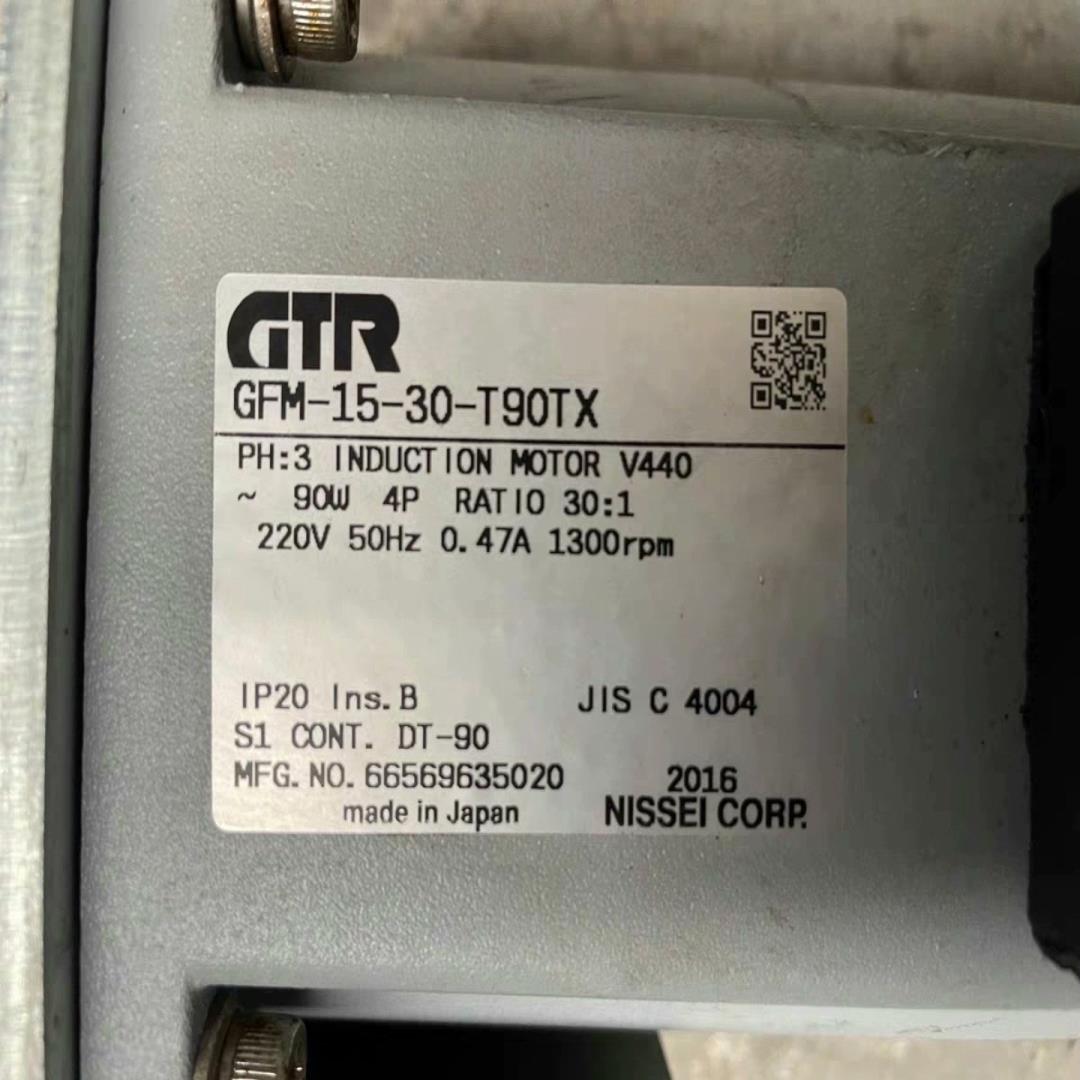 GTR
GFM-15-30-T90TX
PH:3 INDUCTION MOTOR V440
~ 90W 4P RATIO 30:1
220V 50Hz 0.47A 1300rpm
IP20 Ins.B JIS C 4004
S1 CONT. DT-90
MFG.NO.66569635020 2016
made in Japan NISSEI CORP.